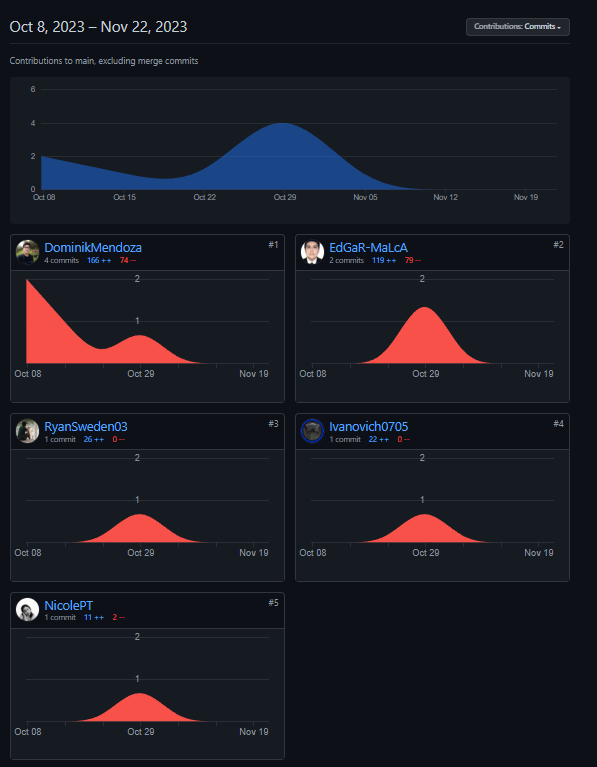 Oct 8, 2023 – Nov 22, 2023
Contributions: Commits
Contributions to main, excluding merge commits
6
4
2
0
Oct 08 Oct 15 Oct 22 Oct 29 Nov 05 Nov 12 Nov 19
DominikMendoza #1
4 commits 166 ++ 74 --
2
1
Oct 08 Oct 29 Nov 19
EdGaR-MaLcA #2
2 commits 119 ++ 79 --
2
1
Oct 08 Oct 29 Nov 19
RyanSweden03 #3
1 commit 26 ++ 0 --
2
1
Oct 08 Oct 29 Nov 19
Ivanovich0705 #4
1 commit 22 ++ 0 --
2
1
Oct 08 Oct 29 Nov 19
NicolePT #5
1 commit 11 ++ 2 --
2
1
Oct 08 Oct 29 Nov 19